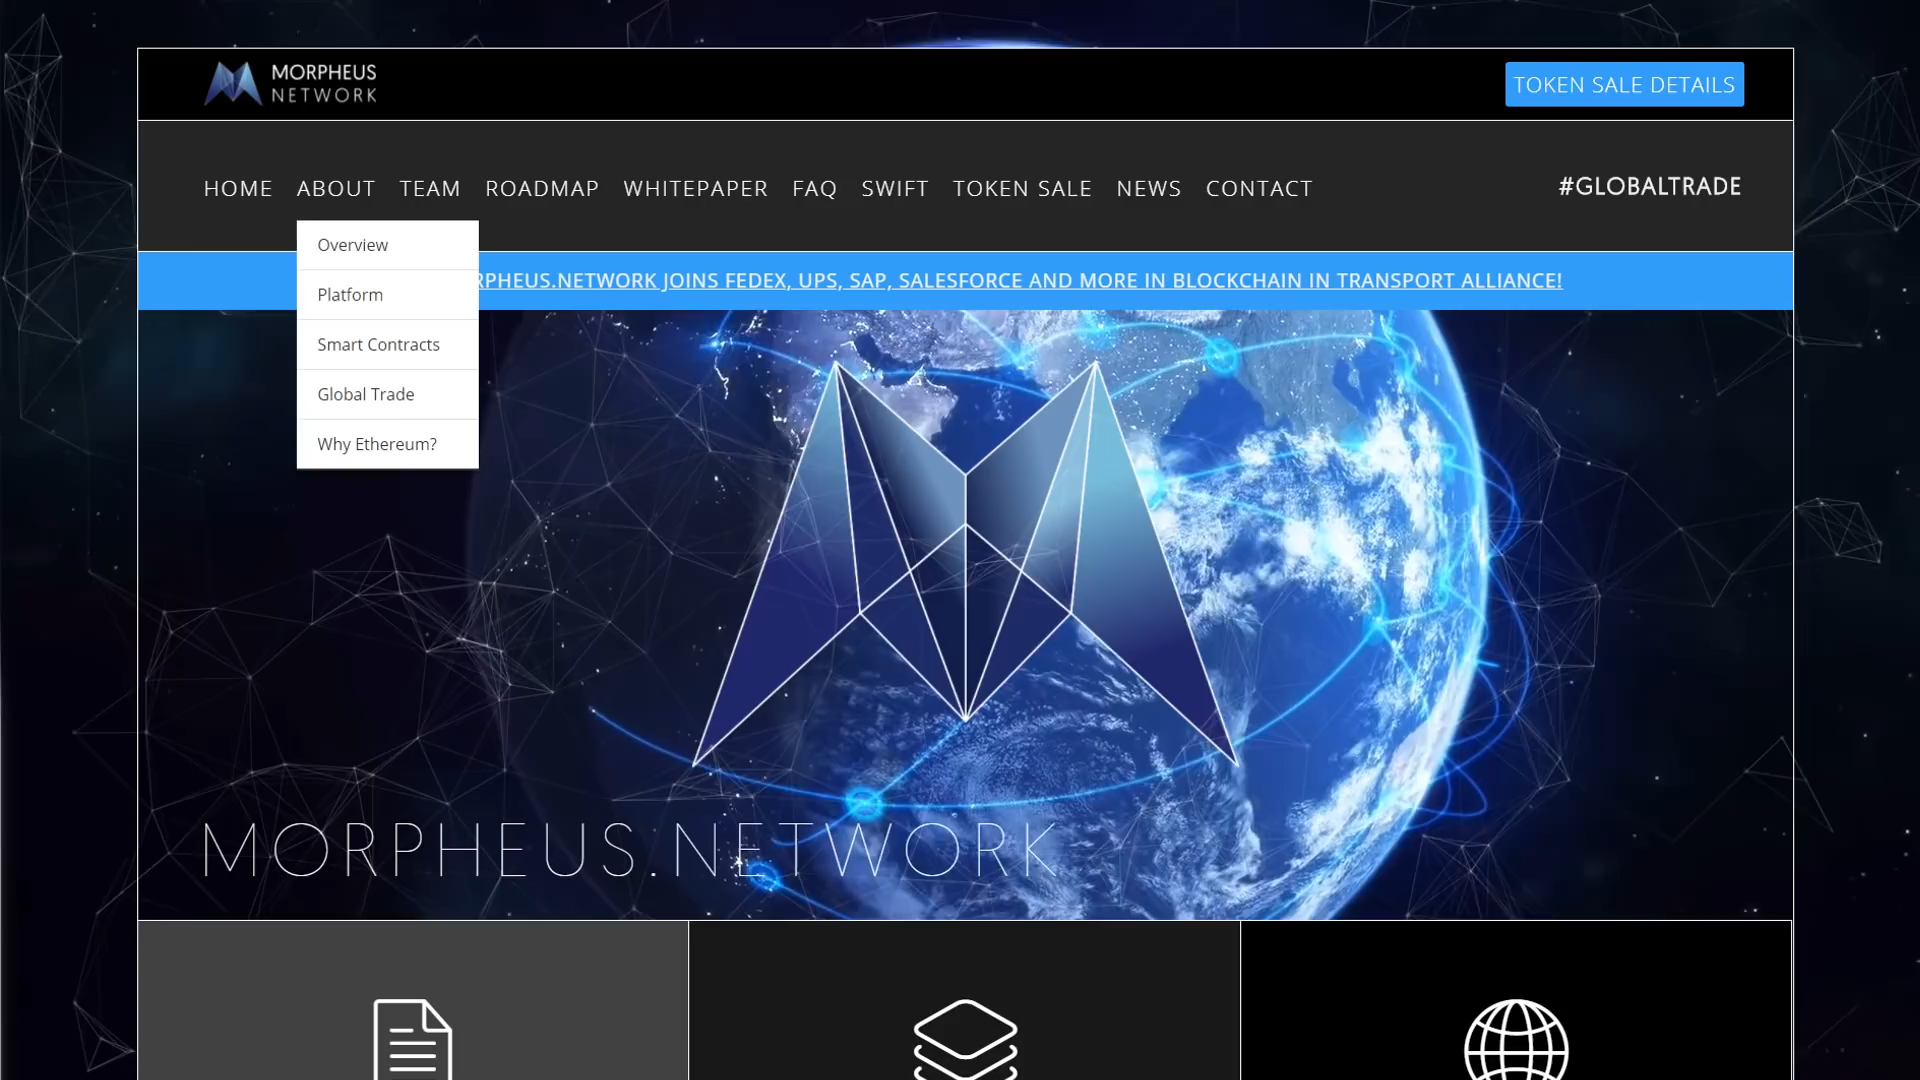 MORPHEUS
NETWORK
TOKEN SALE DETAILS
HOME ABOUT TEAM ROADMAP WHITEPAPER FAQ SWIFT TOKEN SALE NEWS CONTACT
#GLOBALTRADE
Overview
Platform
Smart Contracts
Global Trade
Why Ethereum?
RPHEUS.NETWORK JOINS FEDEX, UPS, SAP, SALESFORCE AND MORE IN BLOCKCHAIN IN TRANSPORT ALLIANCE!
MORPHEUS.NETWORK